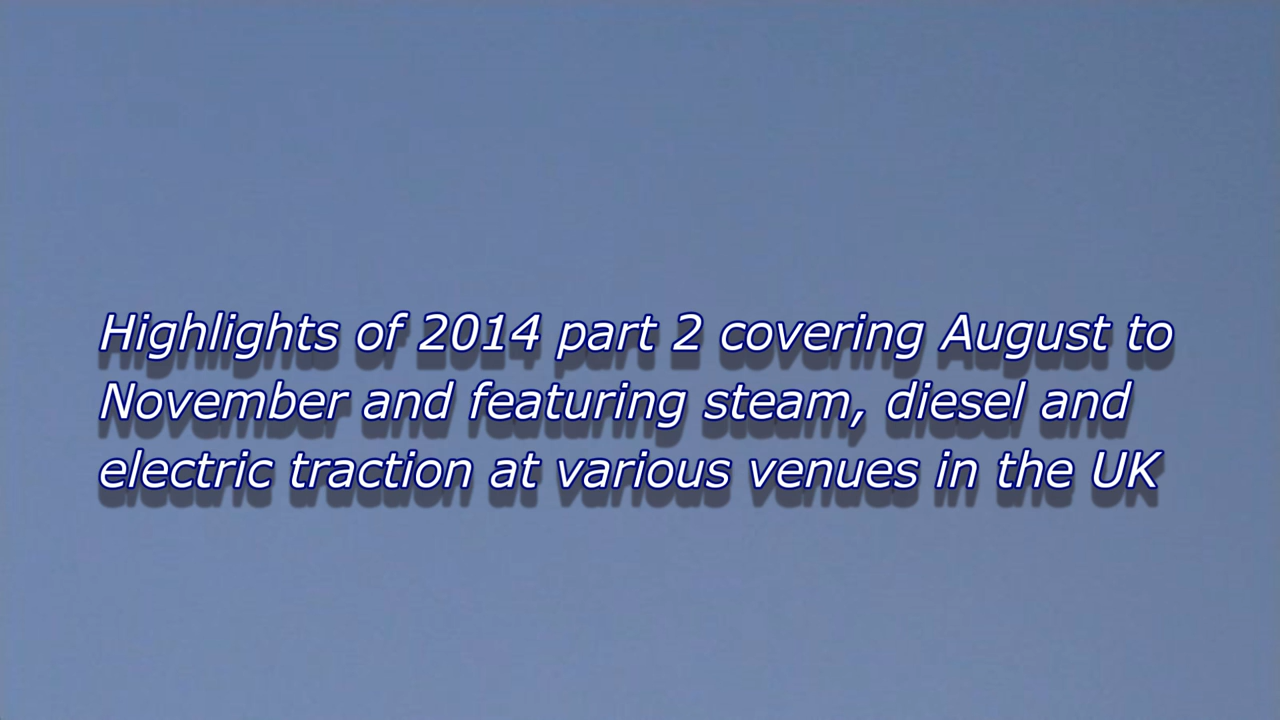 Highlights of 2014 part 2 covering August to
November and featuring steam, diesel and
electric traction at various venues in the UK